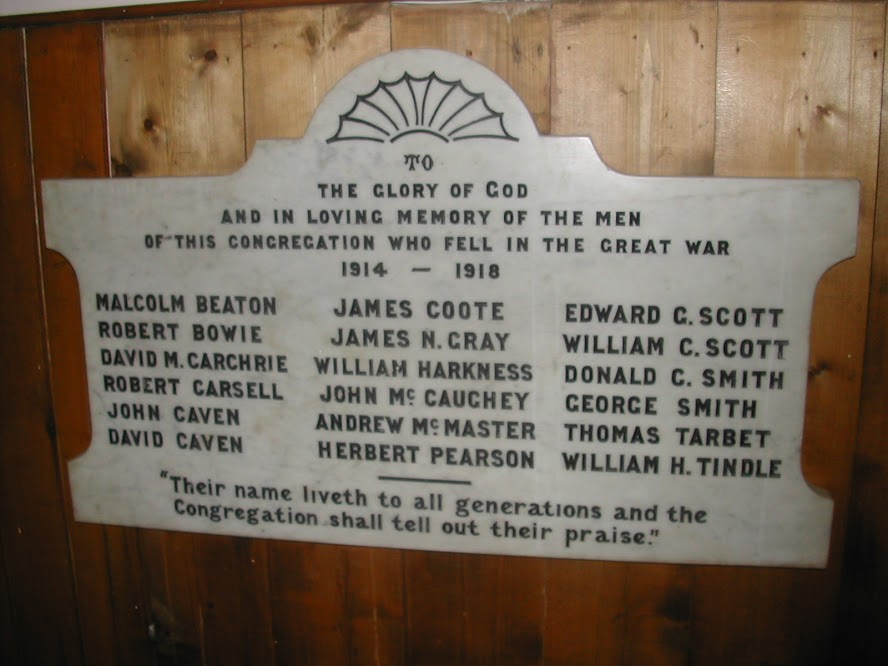 TO
THE GLORY OF GOD
AND IN LOVING MEMORY OF THE MEN
OF THIS CONGREGATION WHO FELL IN THE GREAT WAR
1914 — 1918
MALCOLM BEATON
ROBERT BOWIE
DAVID M. CARCHRIE
ROBERT CARSELL
JOHN CAVEN
DAVID CAVEN
JAMES COOTE
JAMES N. GRAY
WILLIAM HARKNESS
JOHN Mc CAUGHEY
ANDREW McMASTER
HERBERT PEARSON
EDWARD G. SCOTT
WILLIAM C. SCOTT
DONALD C. SMITH
GEORGE SMITH
THOMAS TARBET
WILLIAM H. TINDLE
"Their name liveth to all generations and the
Congregation shall tell out their praise."